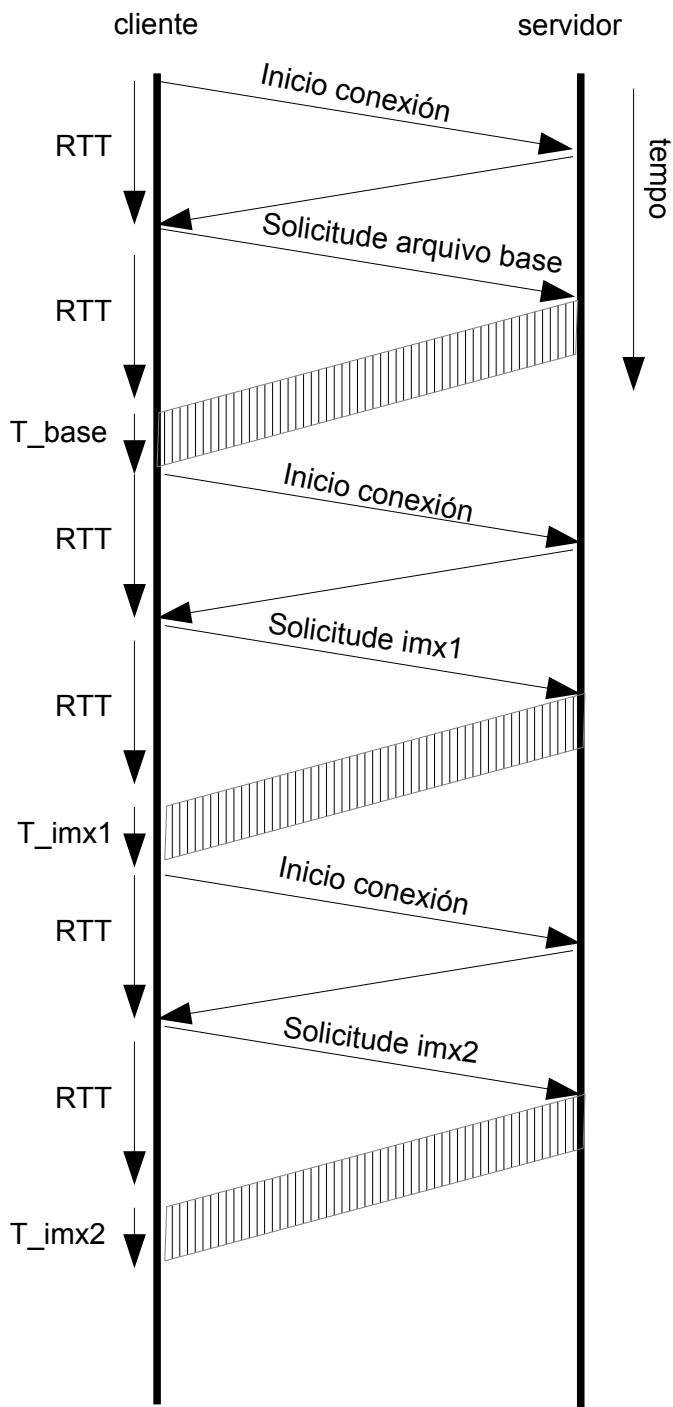 cliente
servidor
Inicio conexión
RTT
tempo
Solicitude arquivo base
RTT
T_base
Inicio conexión
RTT
Solicitude imx1
RTT
T_imx1
Inicio conexión
RTT
Solicitude imx2
RTT
T_imx2